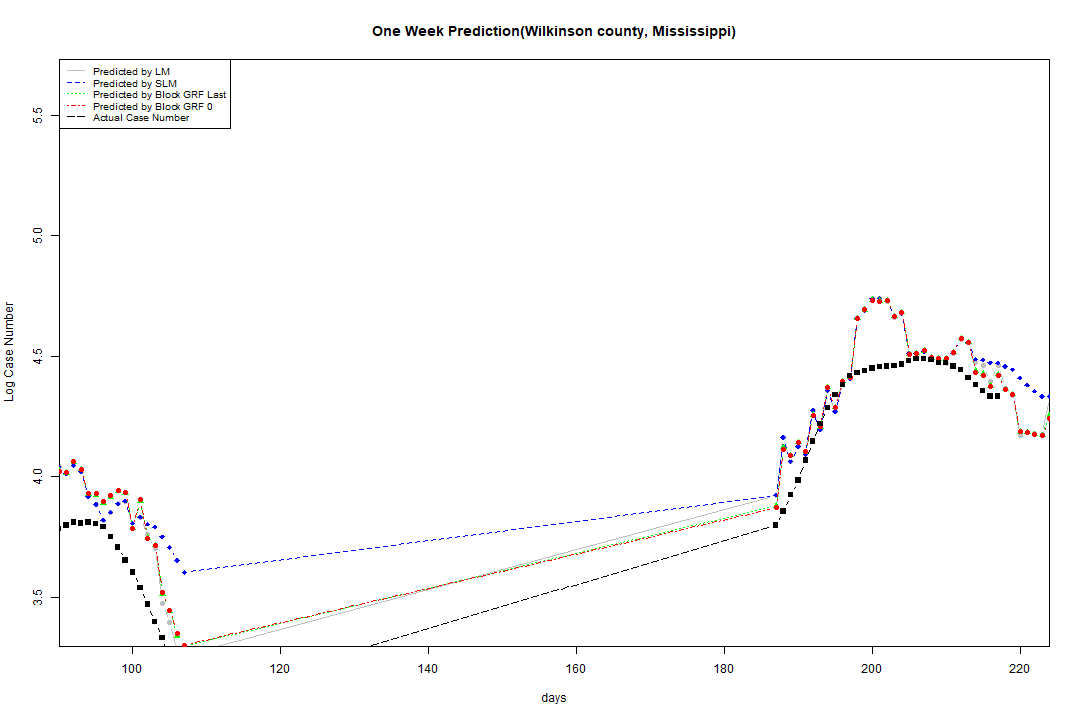 One Week Prediction(Wilkinson county, Mississippi)
Predicted by LM
Predicted by SLM
Predicted by Block GRF Last
Predicted by Block GRF 0
Actual Case Number
5.5
5.0
4.5
4.0
3.5
Log Case Number
100 120 140 160 180 200 220
days